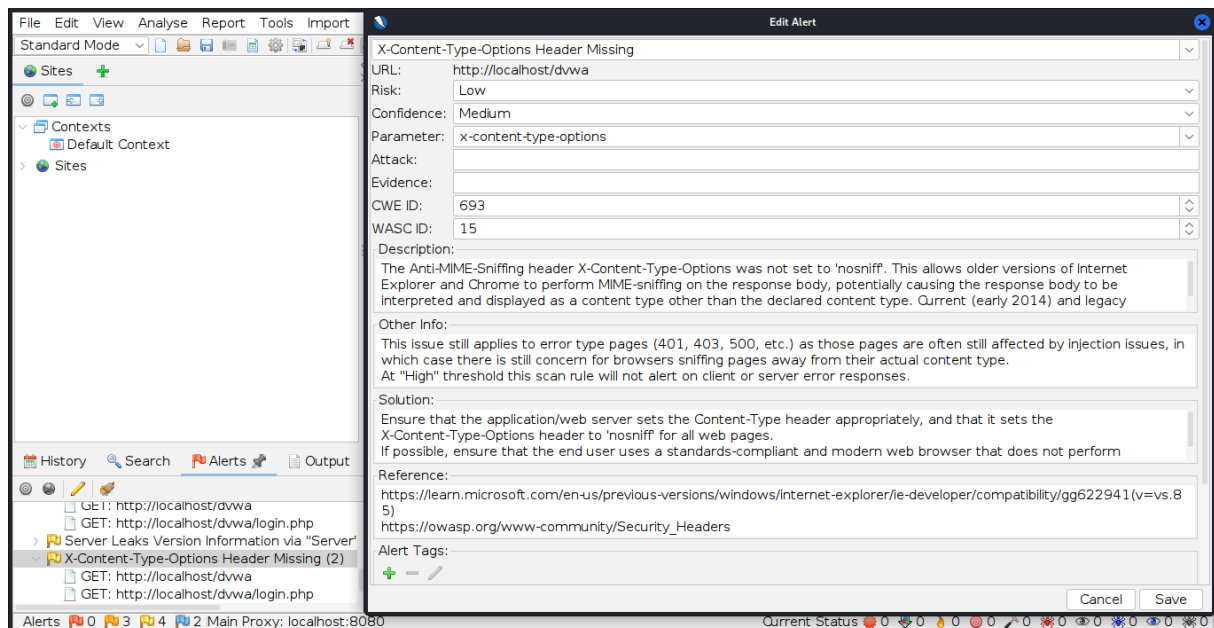 File Edit View Analyse Report Tools Import
Standard Mode
Sites
Contexts
Default Context
Sites
History Search Alerts Output
GET: http://localhost/dvwa
GET: http://localhost/dvwa/login.php
Server Leaks Version Information via "Server"
X-Content-Type-Options Header Missing (2)
GET: http://localhost/dvwa
GET: http://localhost/dvwa/login.php
Edit Alert
X-Content-Type-Options Header Missing
URL: http://localhost/dvwa
Risk: Low
Confidence: Medium
Parameter: x-content-type-options
Attack:
Evidence:
CWE ID: 693
WASC ID: 15
Description:
The Anti-MIME-Sniffing header X-Content-Type-Options was not set to 'nosniff'. This allows older versions of Internet
Explorer and Chrome to perform MIME-sniffing on the response body, potentially causing the response body to be
interpreted and displayed as a content type other than the declared content type. Current (early 2014) and legacy
Other Info:
This issue still applies to error type pages (401, 403, 500, etc.) as those pages are often still affected by injection issues, in
which case there is still concern for browsers sniffing pages away from their actual content type.
At "High" threshold this scan rule will not alert on client or server error responses.
Solution:
Ensure that the application/web server sets the Content-Type header appropriately, and that it sets the
X-Content-Type-Options header to 'nosniff' for all web pages.
If possible, ensure that the end user uses a standards-compliant and modern web browser that does not perform
Reference:
https://learn.microsoft.com/en-us/previous-versions/windows/internet-explorer/ie-developer/compatibility/gg622941(v=vs.8
5)
https://owasp.org/www-community/Security_Headers
Alert Tags:
Cancel Save
Alerts 0 3 4 2 Main Proxy: localhost:8080 Current Status 0 0 0 0 0 0 0 0 0 0